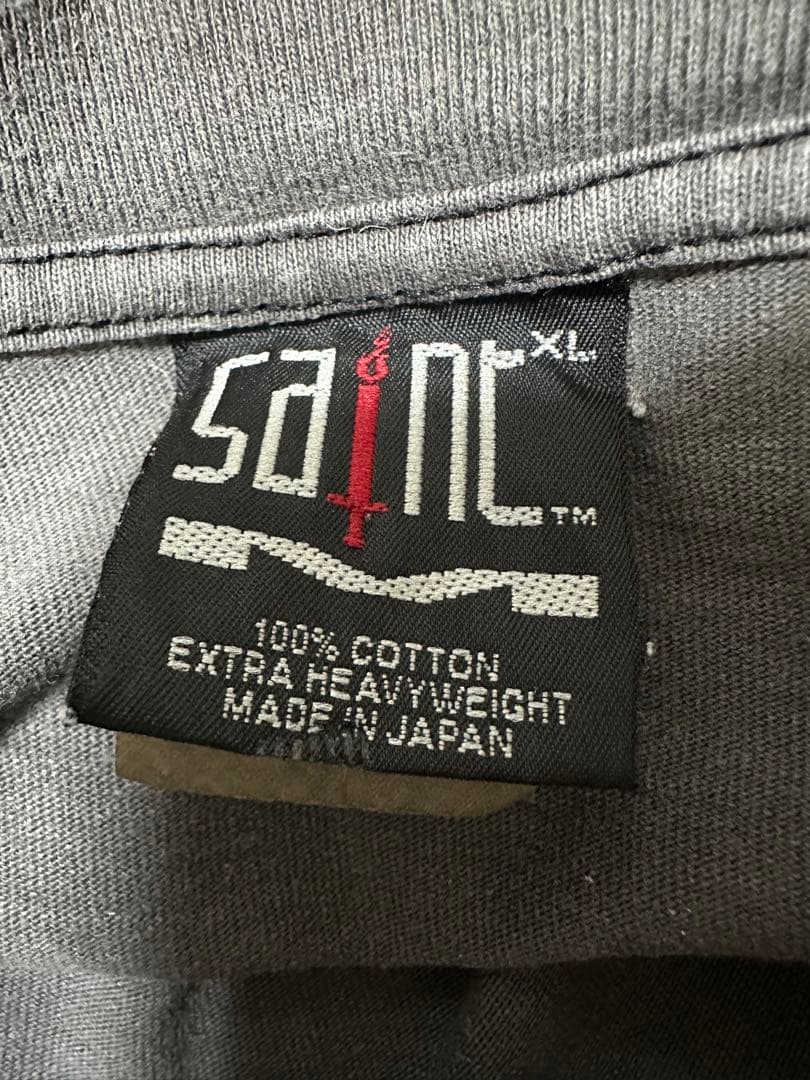 saint XL
TM
100% COTTON
EXTRA HEAVYWEIGHT
MADE IN JAPAN